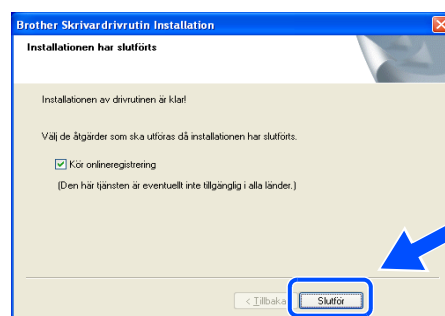 Brother Skrivardrivrutin Installation
Installationen har slutförts
Installationen av drivrutinen är klar!
Välj de åtgärder som ska utföras då installationen har slutförts.
Kör onlineregistrering
(Den här tjänsten är eventuellt inte tillgänglig i alla länder.)
< Tillbaka
Slutför